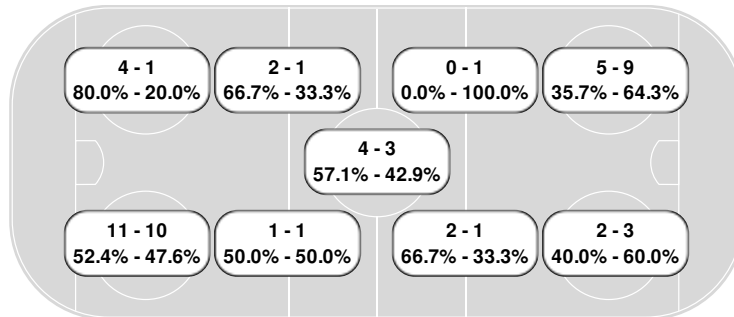 4 - 1
80.0% - 20.0%
2 - 1
66.7% - 33.3%
0 - 1
0.0% - 100.0%
5 - 9
35.7% - 64.3%
4 - 3
57.1% - 42.9%
11 - 10
52.4% - 47.6%
1 - 1
50.0% - 50.0%
2 - 1
66.7% - 33.3%
2 - 3
40.0% - 60.0%